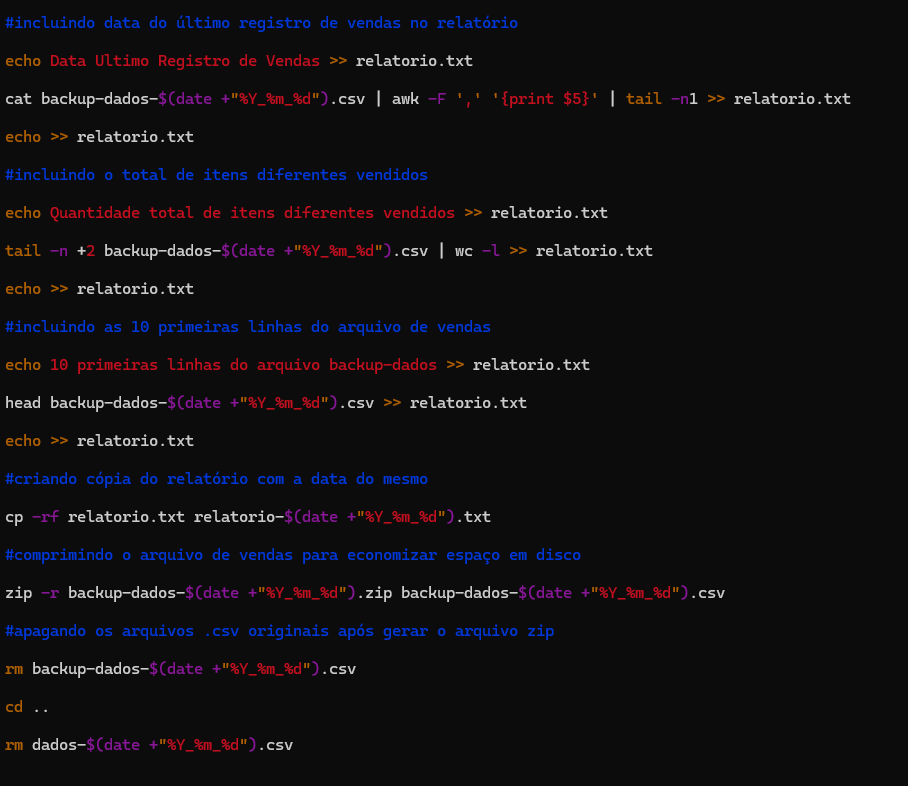 #incluindo data do último registro de vendas no relatório
echo Data Ultimo Registro de Vendas >> relatorio.txt
cat backup-dados-$(date +"%Y_%m_%d").csv | awk -F ',' '{print $5}' | tail -n1 >> relatorio.txt
echo >> relatorio.txt
#incluindo o total de itens diferentes vendidos
echo Quantidade total de itens diferentes vendidos >> relatorio.txt
tail -n +2 backup-dados-$(date +"%Y_%m_%d").csv | wc -l >> relatorio.txt
echo >> relatorio.txt
#incluindo as 10 primeiras linhas do arquivo de vendas
echo 10 primeiras linhas do arquivo backup-dados >> relatorio.txt
head backup-dados-$(date +"%Y_%m_%d").csv >> relatorio.txt
echo >> relatorio.txt
#criando cópia do relatório com a data do mesmo
cp -rf relatorio.txt relatorio-$(date +"%Y_%m_%d").txt
#comprimindo o arquivo de vendas para economizar espaço em disco
zip -r backup-dados-$(date +"%Y_%m_%d").zip backup-dados-$(date +"%Y_%m_%d").csv
#apagando os arquivos .csv originais após gerar o arquivo zip
rm backup-dados-$(date +"%Y_%m_%d").csv
cd ..
rm dados-$(date +"%Y_%m_%d").csv